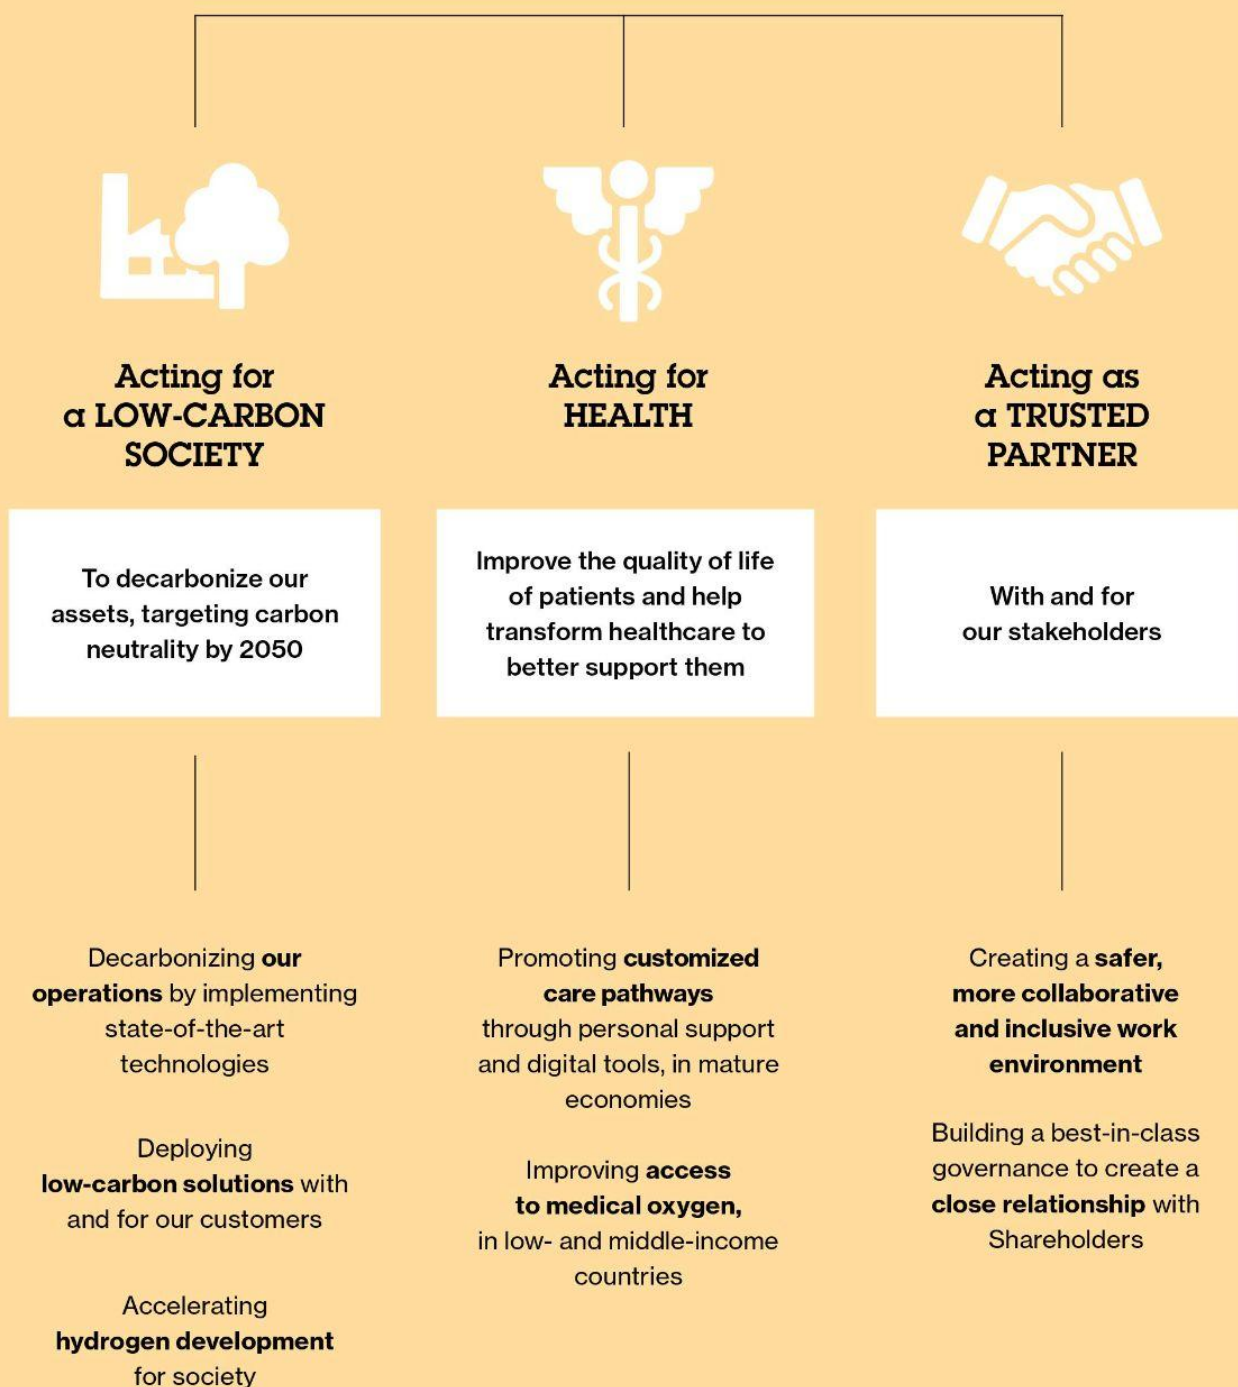 Acting for
a LOW-CARBON
SOCIETY
To decarbonize our
assets, targeting carbon
neutrality by 2050
Decarbonizing our
operations by implementing
state-of-the-art
technologies
Deploying
low-carbon solutions with
and for our customers
Accelerating
hydrogen development
for society
Acting for
HEALTH
Improve the quality of life
of patients and help
transform healthcare to
better support them
Promoting customized
care pathways
through personal support
and digital tools, in mature
economies
Improving access
to medical oxygen,
in low- and middle-income
countries
Acting as
a TRUSTED
PARTNER
With and for
our stakeholders
Creating a safer,
more collaborative
and inclusive work
environment
Building a best-in-class
governance to create a
close relationship with
Shareholders